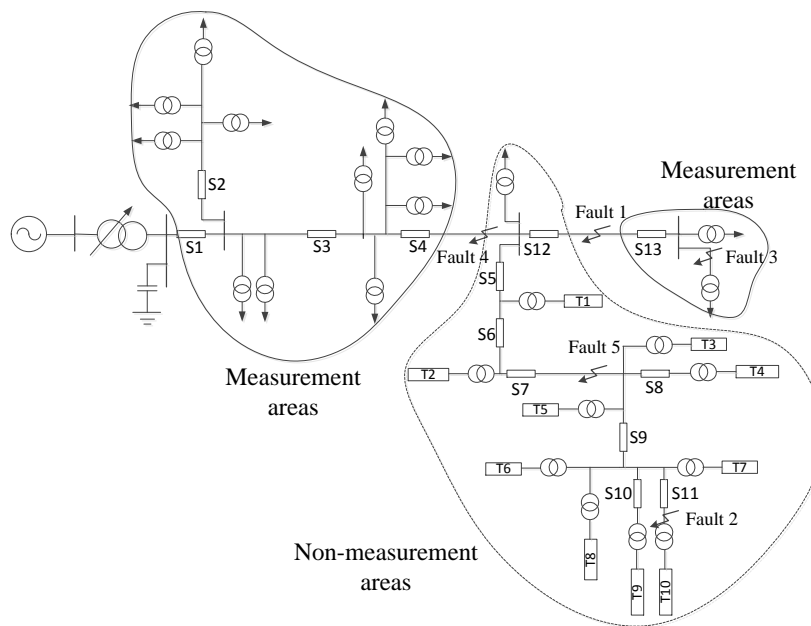 S2
Measurement
areas
S1
S3
S4
S12
Fault 1
S13
Fault 4
Fault 3
S5
T1
S6
Fault 5
T3
T2
S7
S8
T4
T5
S9
Measurement
areas
T6
T7
S10
S11
Fault 2
T8
T9
T10
Non-measurement
areas